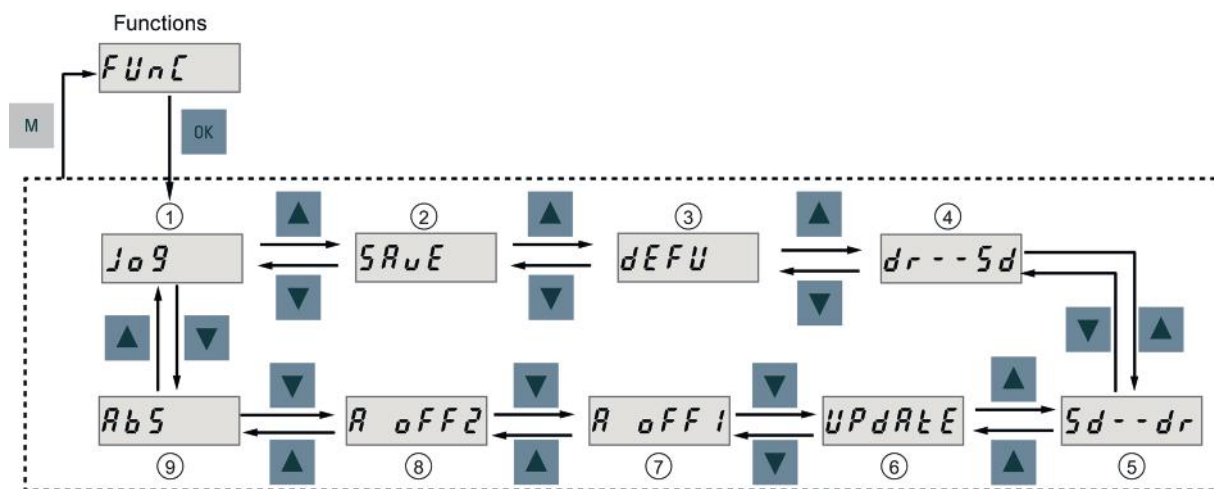 Functions
FUnC
M
OK
1
2
3
4
Jog
SAvE
dEFU
dr--Sd
AbS
A oFF2
A oFF1
UPdAtE
Sd--dr
9
8
7
6
5